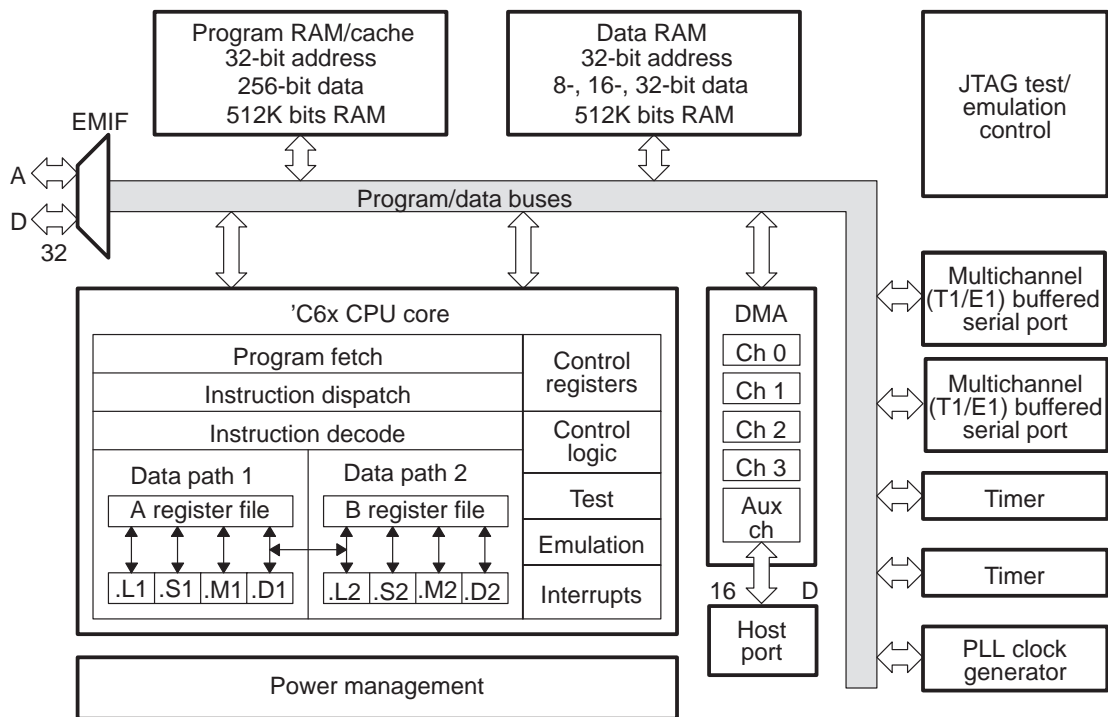 Program RAM/cache
32-bit address
256-bit data
512K bits RAM
Data RAM
32-bit address
8-, 16-, 32-bit data
512K bits RAM
JTAG test/
emulation
control
EMIF
A
D
32
Program/data buses
'C6x CPU core
Program fetch
Instruction dispatch
Instruction decode
Control
registers
Control
logic
Test
Emulation
Interrupts
Data path 1
A register file
.L1 .S1 .M1 .D1
Data path 2
B register file
.L2 .S2 .M2 .D2
DMA
Ch 0
Ch 1
Ch 2
Ch 3
Aux
ch
16 D
Host
port
Multichannel
(T1/E1) buffered
serial port
Multichannel
(T1/E1) buffered
serial port
Timer
Timer
PLL clock
generator
Power management